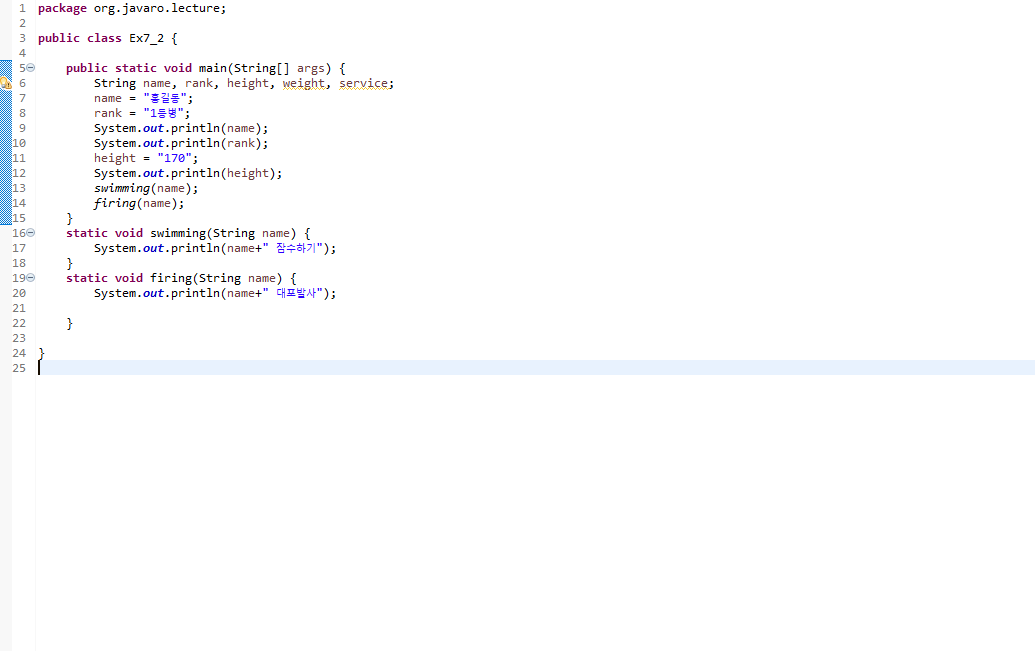 1 package org.javaro.lecture;
2
3 public class Ex7_2 {
4
5 public static void main(String[] args) {
6 String name, rank, height, weight, service;
7 name = "홍길동";
8 rank = "1등병";
9 System.out.println(name);
10 System.out.println(rank);
11 height = "170";
12 System.out.println(height);
13 swimming(name);
14 firing(name);
15 }
16 static void swimming(String name) {
17 System.out.println(name+" 잠수하기");
18 }
19 static void firing(String name) {
20 System.out.println(name+" 대포발사");
21
22 }
23
24 }
25